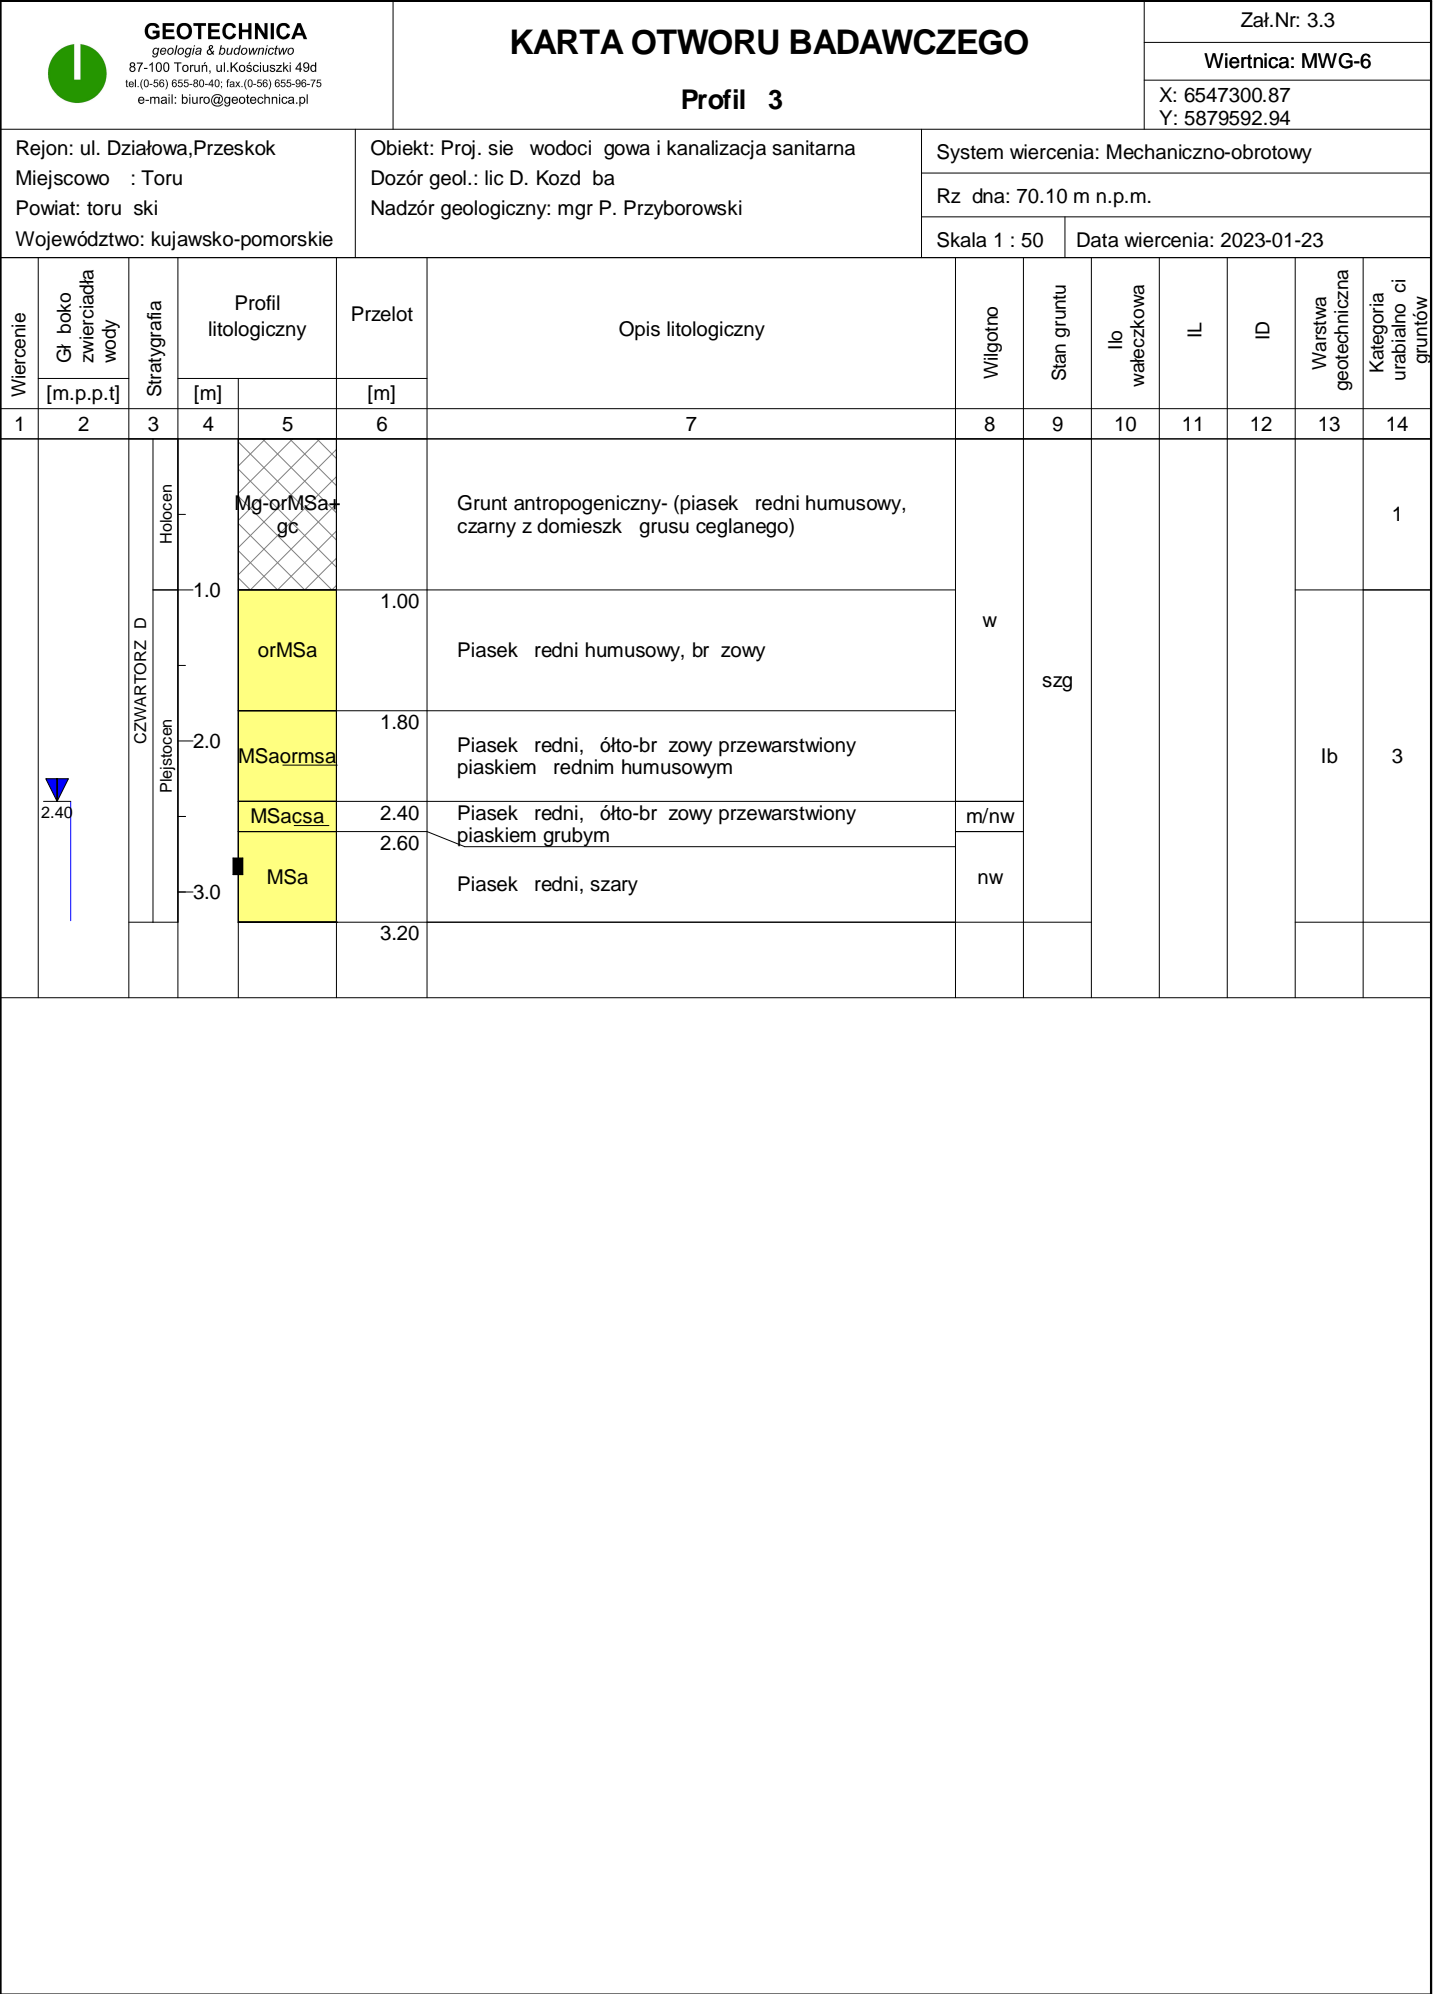 GEOTECHNICA
geologia & budownictwo
87-100 Toruń, ul.Kościuszki 49d
tel.(0-56) 655-80-40; fax.(0-56) 655-96-75
e-mail: biuro@geotechnica.pl
KARTA OTWORU BADAWCZEGO
Profil 3
Zał.Nr: 3.3
Wiertnica: MWG-6
X: 6547300.87
Y: 5879592.94
Rejon: ul. Działowa,Przeskok
Miejscowo : Toru
Powiat: toru ski
Województwo: kujawsko-pomorskie
Obiekt: Proj. sie wodoci gowa i kanalizacja sanitarna
Dozór geol.: lic D. Kozd ba
Nadzór geologiczny: mgr P. Przyborowski
System wiercenia: Mechaniczno-obrotowy
Rz dna: 70.10 m n.p.m.
Skala 1 : 50
Data wiercenia: 2023-01-23
Wiercenie
Gł boko
zwierciadła
wody
[m.p.p.t]
Stratygrafia
Profil
litologiczny
[m]
Przelot
[m]
Opis litologiczny
Wilgotno
Stan gruntu
Ilo
wałeczkowa
IL
ID
Warstwa
geotechniczna
Kategoria
urabialno ci
gruntów
1 2 3 4 5 6 7 8 9 10 11 12 13 14
CZWARTORZ D
Holocen
Plejstocen
Mg-orMSa+
gc
Grunt antropogeniczny- (piasek redni humusowy,
czarny z domieszk grusu ceglanego)
1
1.0
1.00
orMSa
Piasek redni humusowy, br zowy
w
szg
1.80
2.0
MSaormsa
Piasek redni, ółto-br zowy przewarstwiony
piaskiem rednim humusowym
Ib
3
2.40
MSacsa
2.40
Piasek redni, ółto-br zowy przewarstwiony
piaskiem grubym
m/nw
2.60
MSa
Piasek redni, szary
nw
3.0
3.20